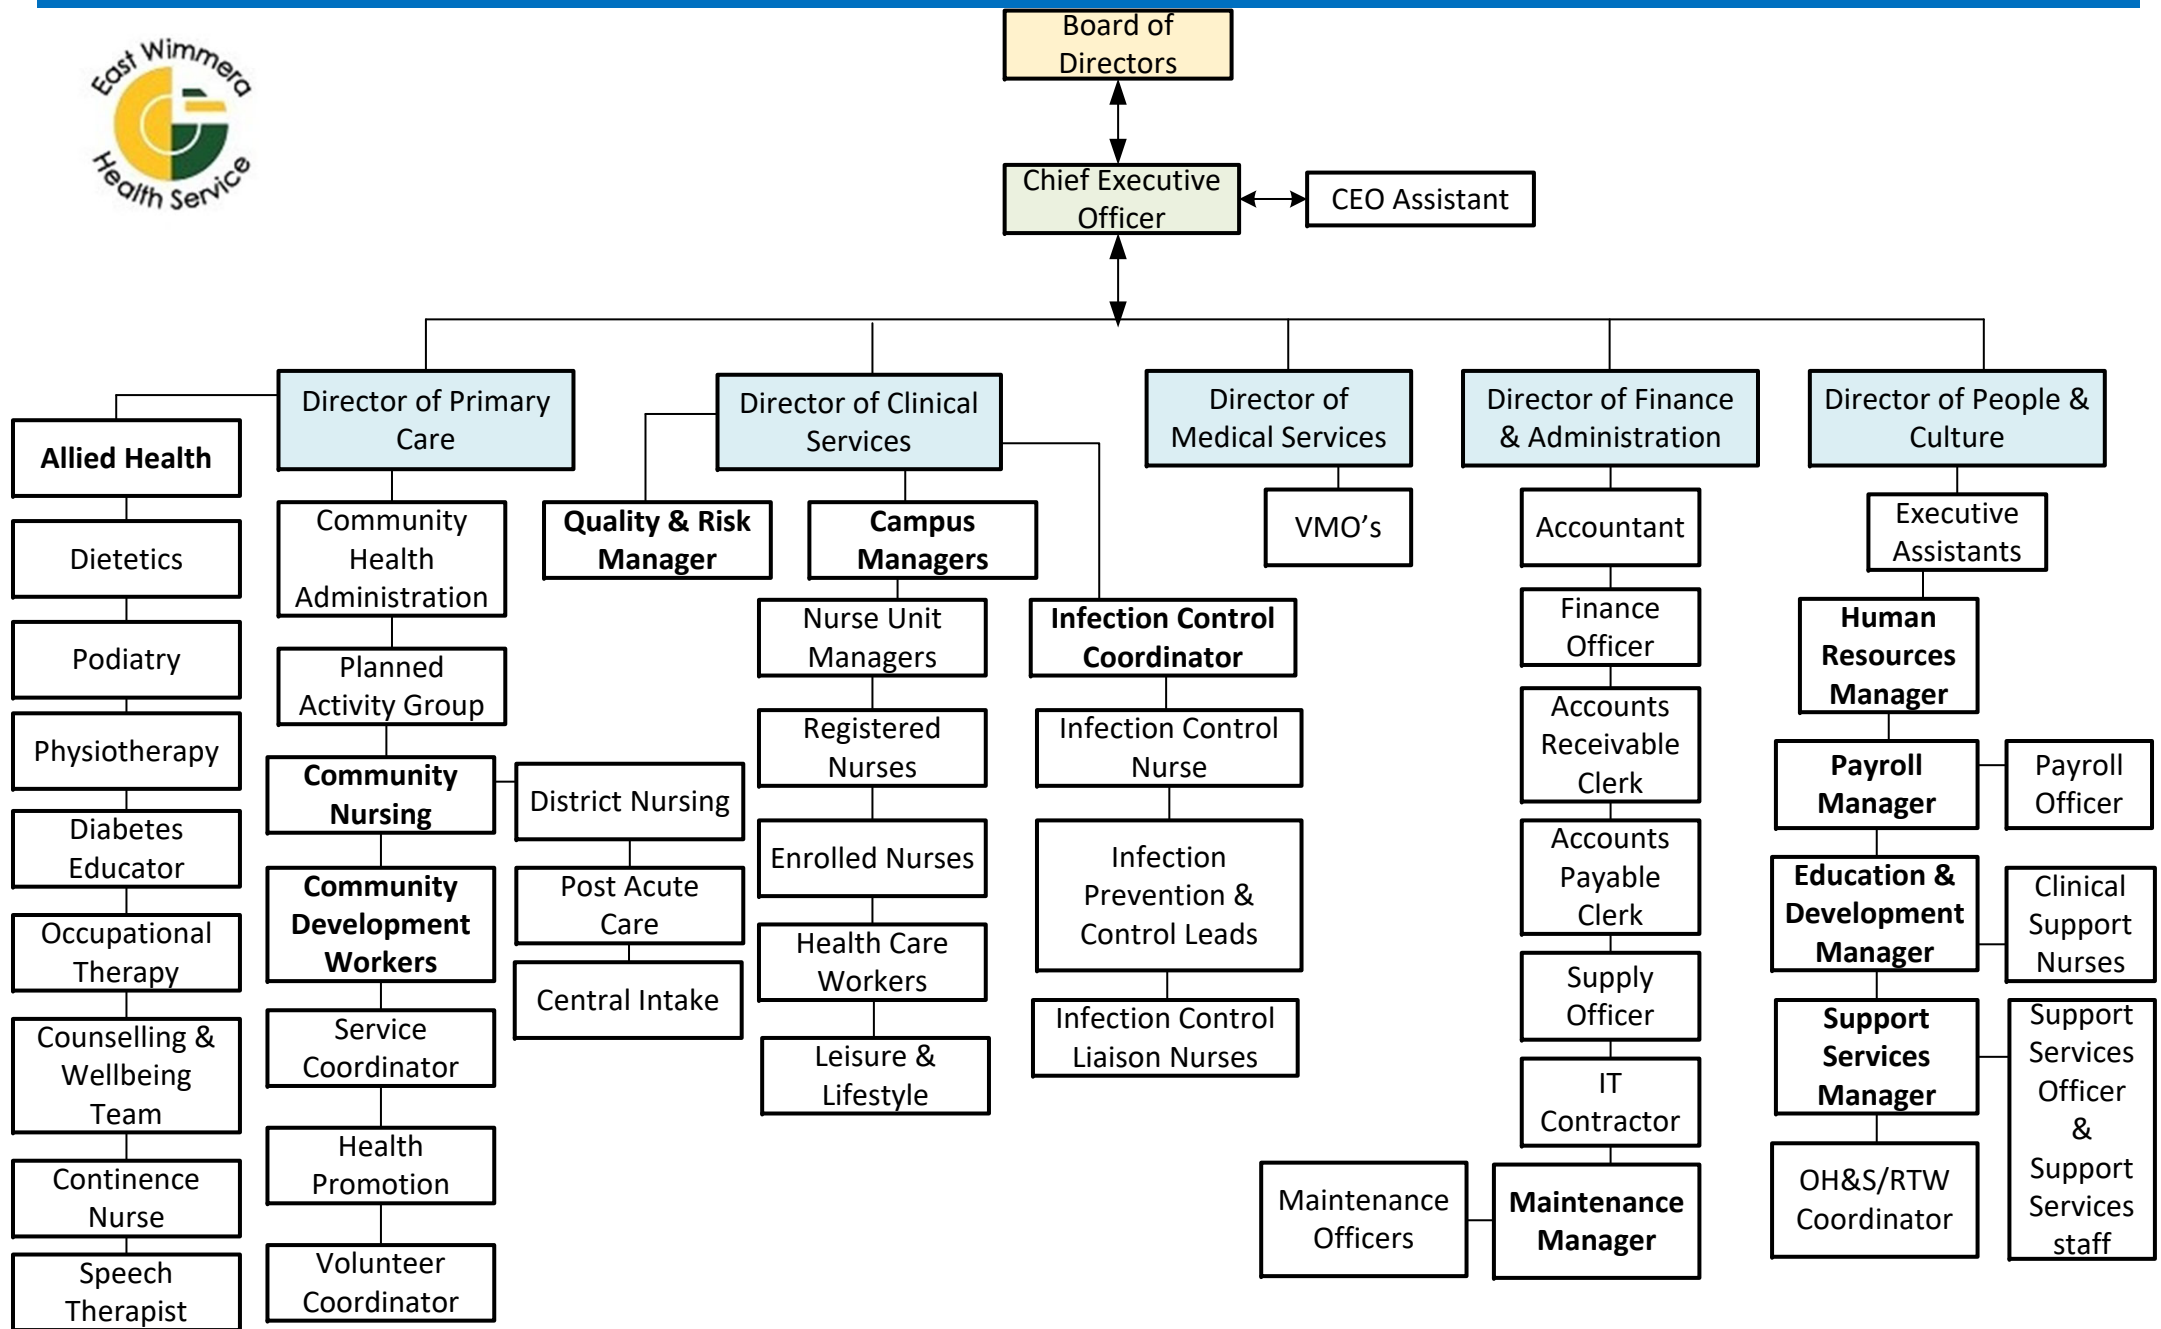 East Wimmera
Health Service
Board of
Directors
Chief Executive
Officer
CEO Assistant
Director of Primary
Care
Director of Clinical
Services
Director of
Medical Services
Director of Finance
& Administration
Director of People &
Culture
Allied Health
Dietetics
Podiatry
Physiotherapy
Diabetes
Educator
Occupational
Therapy
Counselling &
Wellbeing
Team
Continence
Nurse
Speech
Therapist
Community
Health
Administration
Planned
Activity Group
Community
Nursing
Community
Development
Workers
Service
Coordinator
Health
Promotion
Volunteer
Coordinator
District Nursing
Post Acute
Care
Central Intake
Quality & Risk
Manager
Campus
Managers
Nurse Unit
Managers
Registered
Nurses
Enrolled Nurses
Health Care
Workers
Leisure &
Lifestyle
Infection Control
Coordinator
Infection Control
Nurse
Infection
Prevention &
Control Leads
Infection Control
Liaison Nurses
VMO’s
Accountant
Finance
Officer
Accounts
Receivable
Clerk
Accounts
Payable
Clerk
Supply
Officer
IT
Contractor
Maintenance
Manager
Maintenance
Officers
Executive
Assistants
Human
Resources
Manager
Payroll
Manager
Payroll
Officer
Education &
Development
Manager
Clinical
Support
Nurses
Support
Services
Manager
Support
Services
Officer
&
Support
Services
staff
OH&S/RTW
Coordinator